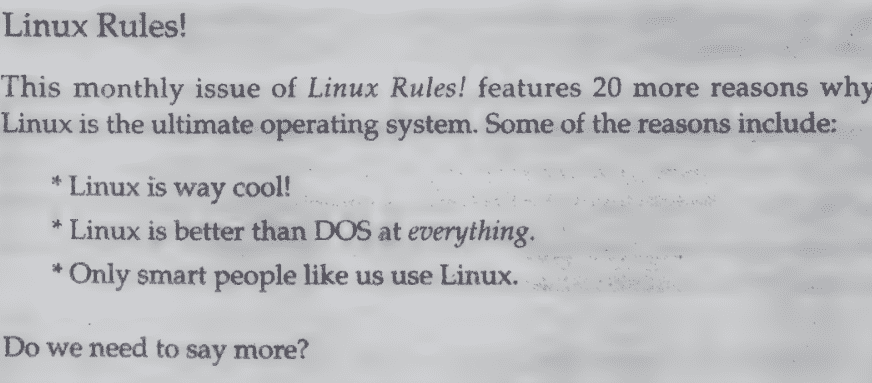 Linux Rules!
This monthly issue of Linux Rules! features 20 more reasons why
Linux is the ultimate operating system. Some of the reasons include:
* Linux is way cool!
* Linux is better than DOS at everything.
* Only smart people like us use Linux.
Do we need to say more?